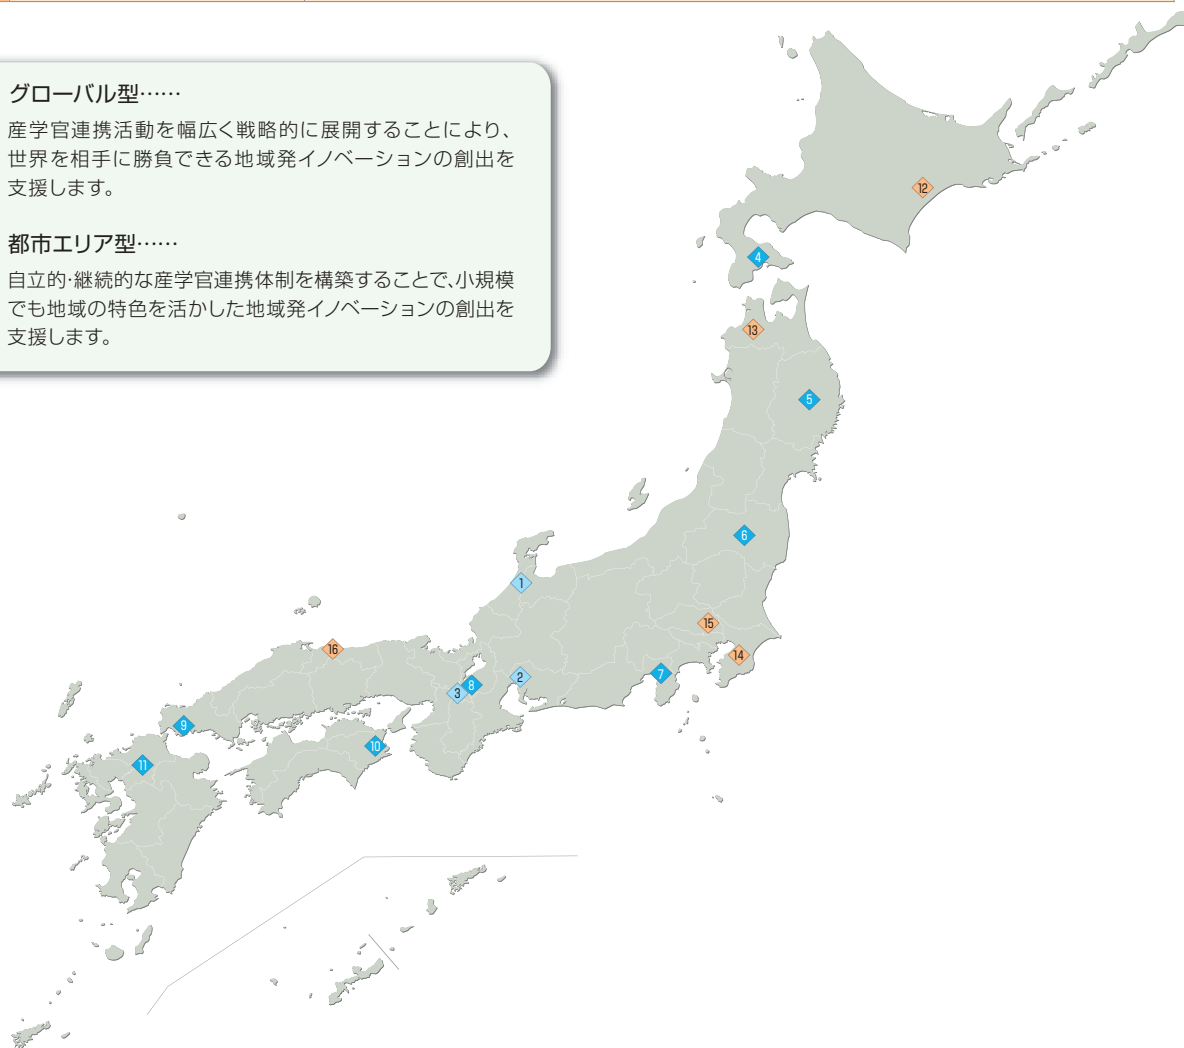 グローバル型……
産学官連携活動を幅広く戦略的に展開することにより、
世界を相手に勝負できる地域発イノベーションの創出を
支援します。
都市エリア型……
自立的・継続的な産学官連携体制を構築することで、小規模
でも地域の特色を活かした地域発イノベーションの創出を
支援します。
12
4
13
5
6
1
15
16
14
7
2
8
3
9
10
11